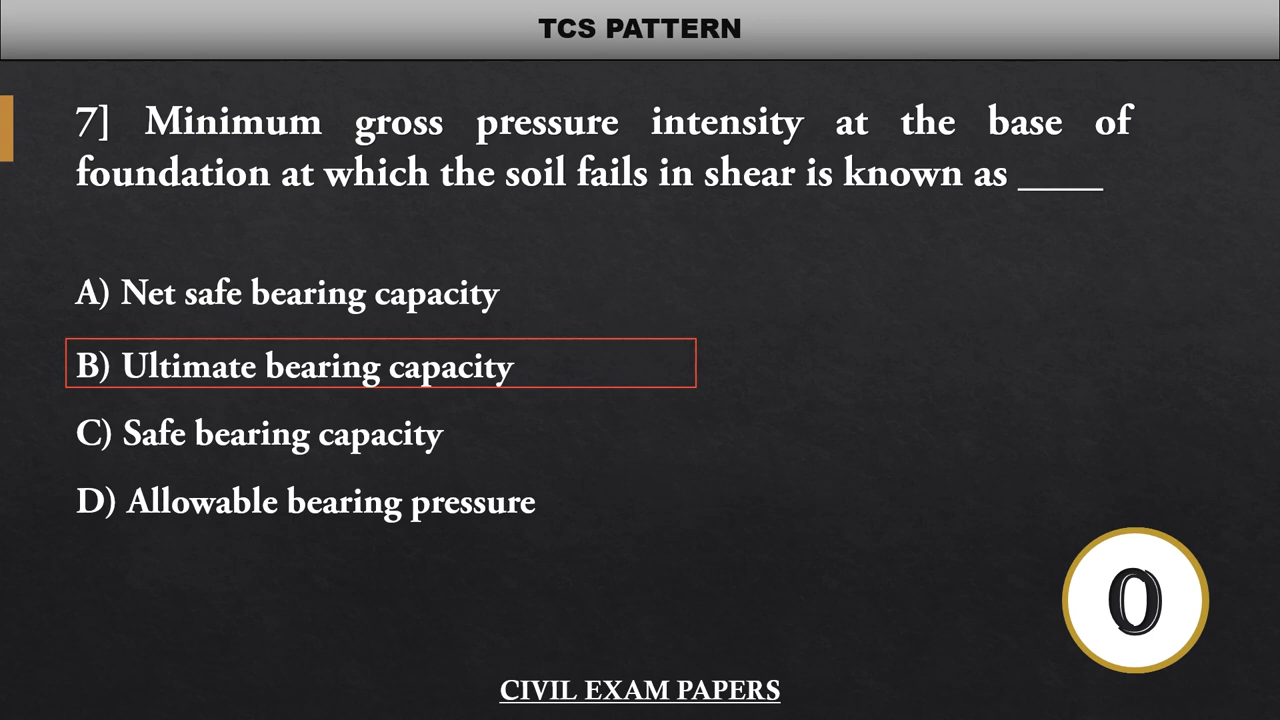 TCS PATTERN
7] Minimum gross pressure intensity at the base of
foundation at which the soil fails in shear is known as ____
A) Net safe bearing capacity
B) Ultimate bearing capacity
C) Safe bearing capacity
D) Allowable bearing pressure
0
CIVIL EXAM PAPERS